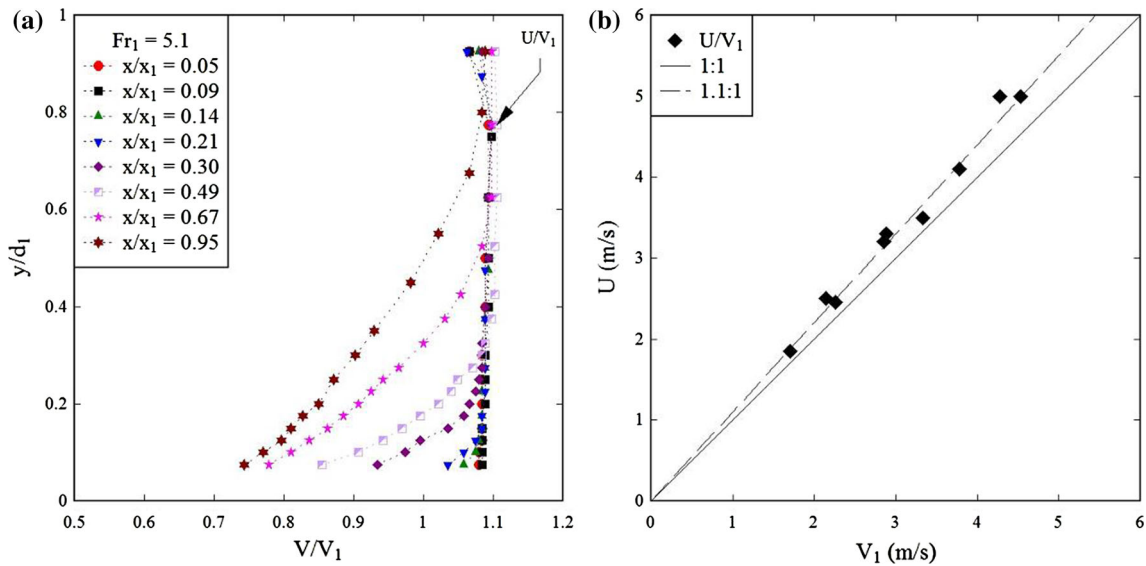 (a)
Fr1 = 5.1
x/x1 = 0.05
x/x1 = 0.09
x/x1 = 0.14
x/x1 = 0.21
x/x1 = 0.30
x/x1 = 0.49
x/x1 = 0.67
x/x1 = 0.95
U/V1
1
0.8
0.6
0.4
0.2
0
y/d1
0.5
0.6
0.7
0.8
0.9
1
1.1
1.2
V/V1
(b)
U/V1
1:1
1.1:1
6
5
4
3
2
1
0
U (m/s)
0
1
2
3
4
5
6
V1 (m/s)